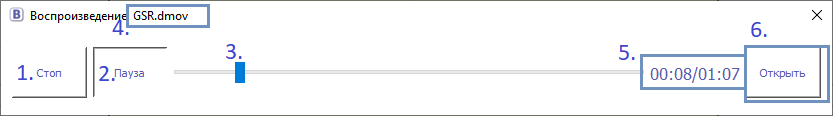 B Воспроизведение GSR.dmov
4. 6.
3. 5.
1. Стоп 2. Пауза 00:08/01:07 Открыть